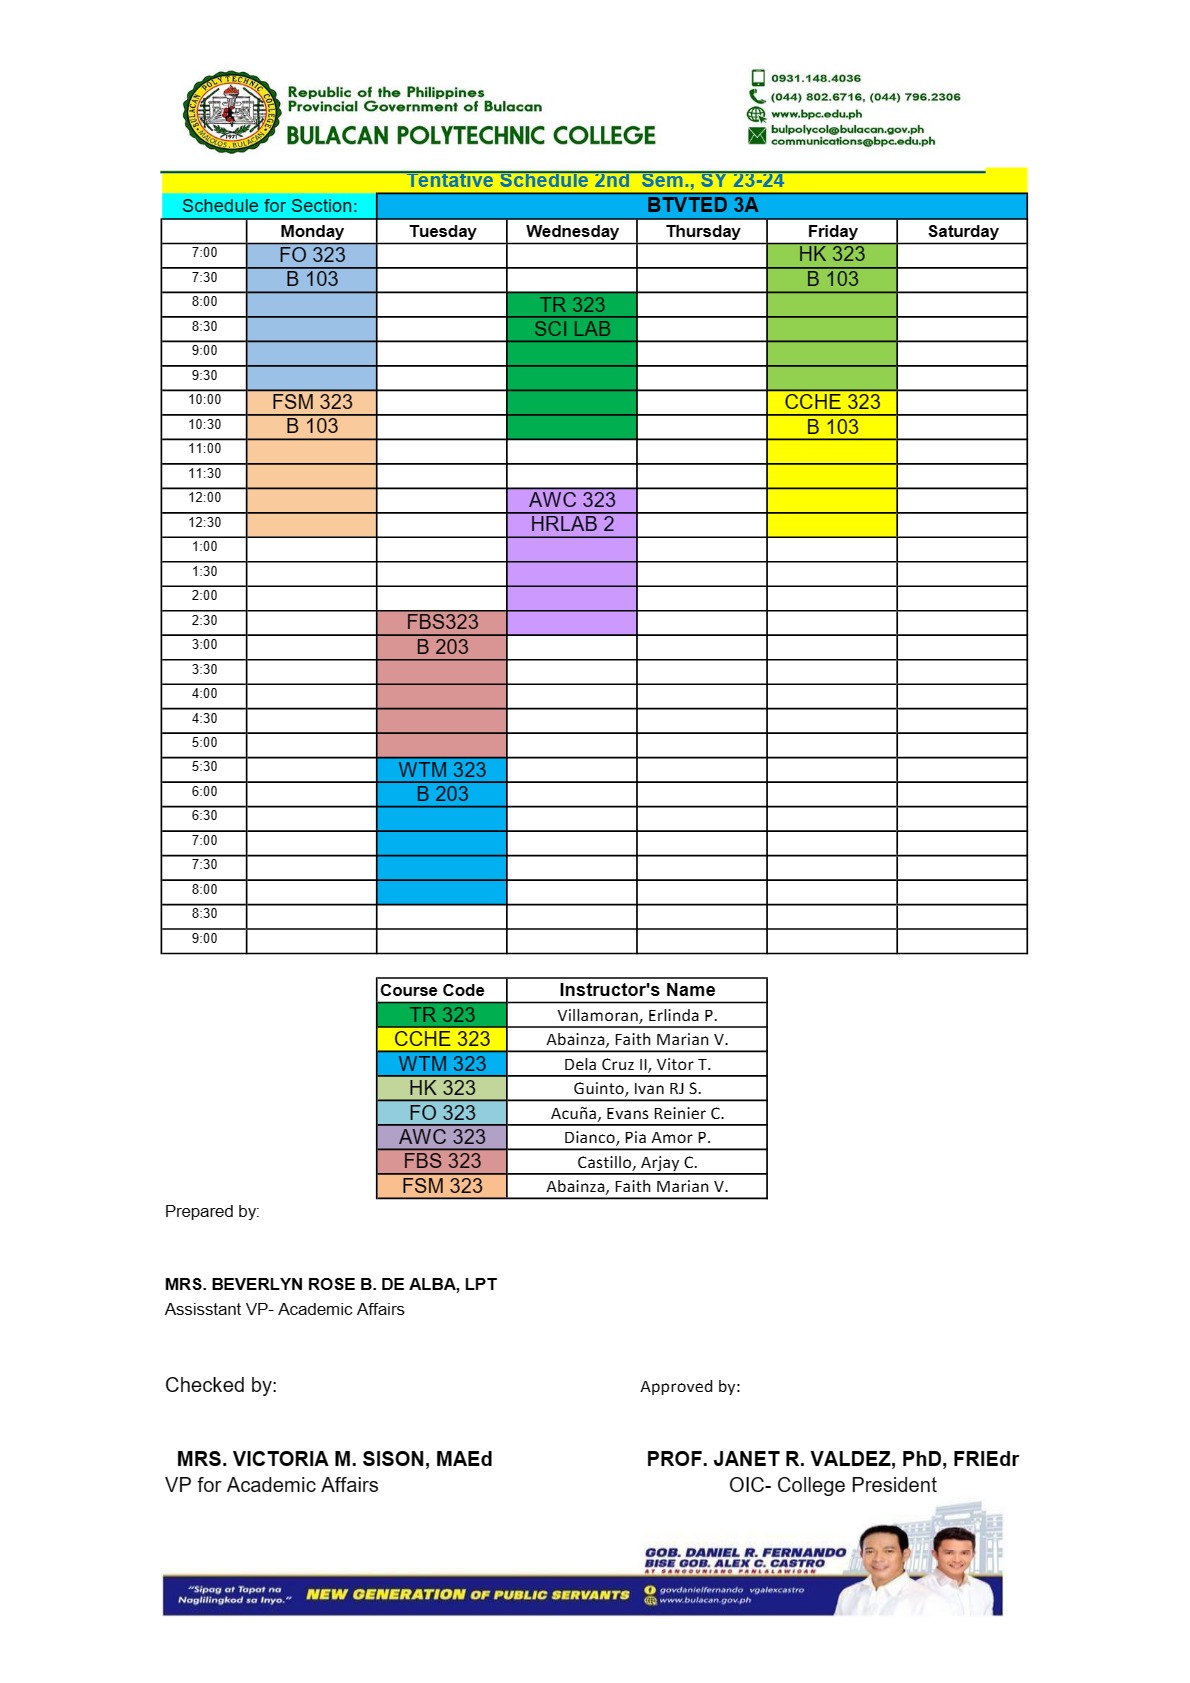 BULACAN POLYTECHNIC COLLEGE
MALOLOS, BULACAN
1971
Republic of the Philippines
Provincial Government of Bulacan
BULACAN POLYTECHNIC COLLEGE
0931.148.4036
(044) 802.6716, (044) 796.2306
www.bpc.edu.ph
bulpolycol@bulacan.gov.ph
communications@bpc.edu.ph
Tentative Schedule 2nd Sem., SY 23-24
Schedule for Section: BTVTED 3A
Monday Tuesday Wednesday Thursday Friday Saturday
7:00 FO 323 HK 323
7:30 B 103 B 103
8:00 TR 323
8:30 SCI LAB
9:00
9:30
10:00 FSM 323 CCHE 323
10:30 B 103 B 103
11:00
11:30
12:00 AWC 323
12:30 HRLAB 2
1:00
1:30
2:00
2:30 FBS323
3:00 B 203
3:30
4:00
4:30
5:00
5:30 WTM 323
6:00 B 203
6:30
7:00
7:30
8:00
8:30
9:00
Course Code Instructor's Name
TR 323 Villamoran, Erlinda P.
CCHE 323 Abainza, Faith Marian V.
WTM 323 Dela Cruz II, Vitor T.
HK 323 Guinto, Ivan RJ S.
FO 323 Acuña, Evans Reinier C.
AWC 323 Dianco, Pia Amor P.
FBS 323 Castillo, Arjay C.
FSM 323 Abainza, Faith Marian V.
Prepared by:
MRS. BEVERLYN ROSE B. DE ALBA, LPT
Assisstant VP- Academic Affairs
Checked by: Approved by:
MRS. VICTORIA M. SISON, MAEd PROF. JANET R. VALDEZ, PhD, FRIEdr
VP for Academic Affairs OIC- College President
GOB. DANIEL R. FERNANDO
BISE GOB. ALEX C. CASTRO
AT SANGGUNIANG PANLALAWIGAN
"Sipag at Tapat na
Naglilingkod sa Inyo."
NEW GENERATION OF PUBLIC SERVANTS
govdanielfernando vgalexcastro
www.bulacan.gov.ph